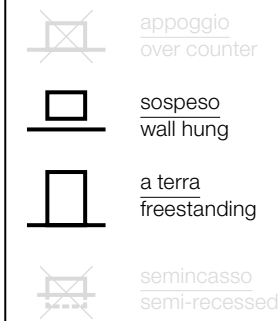 appoggio
over counter
sospeso
wall hung
a terra
freestanding
semincasso
semi-recessed